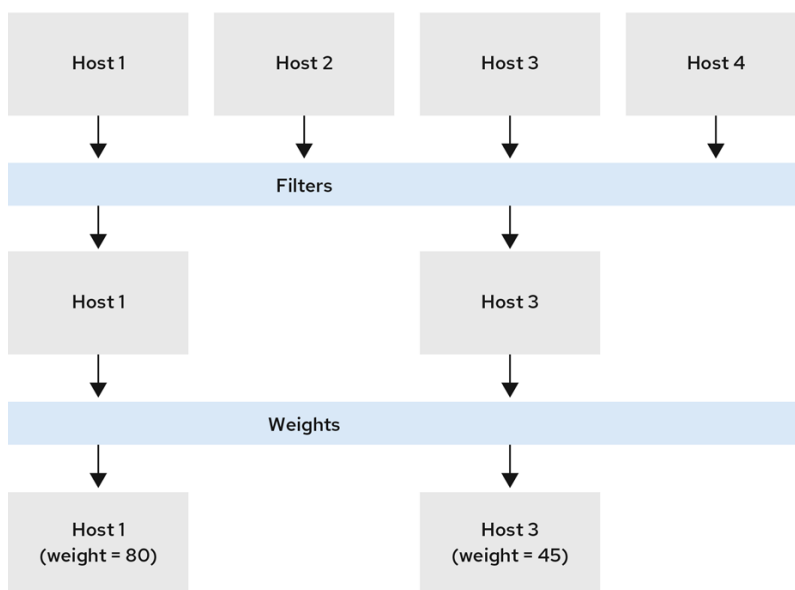 Host 1
Host 2
Host 3
Host 4
Filters
Host 1
Host 3
Weights
Host 1
(weight = 80)
Host 3
(weight = 45)